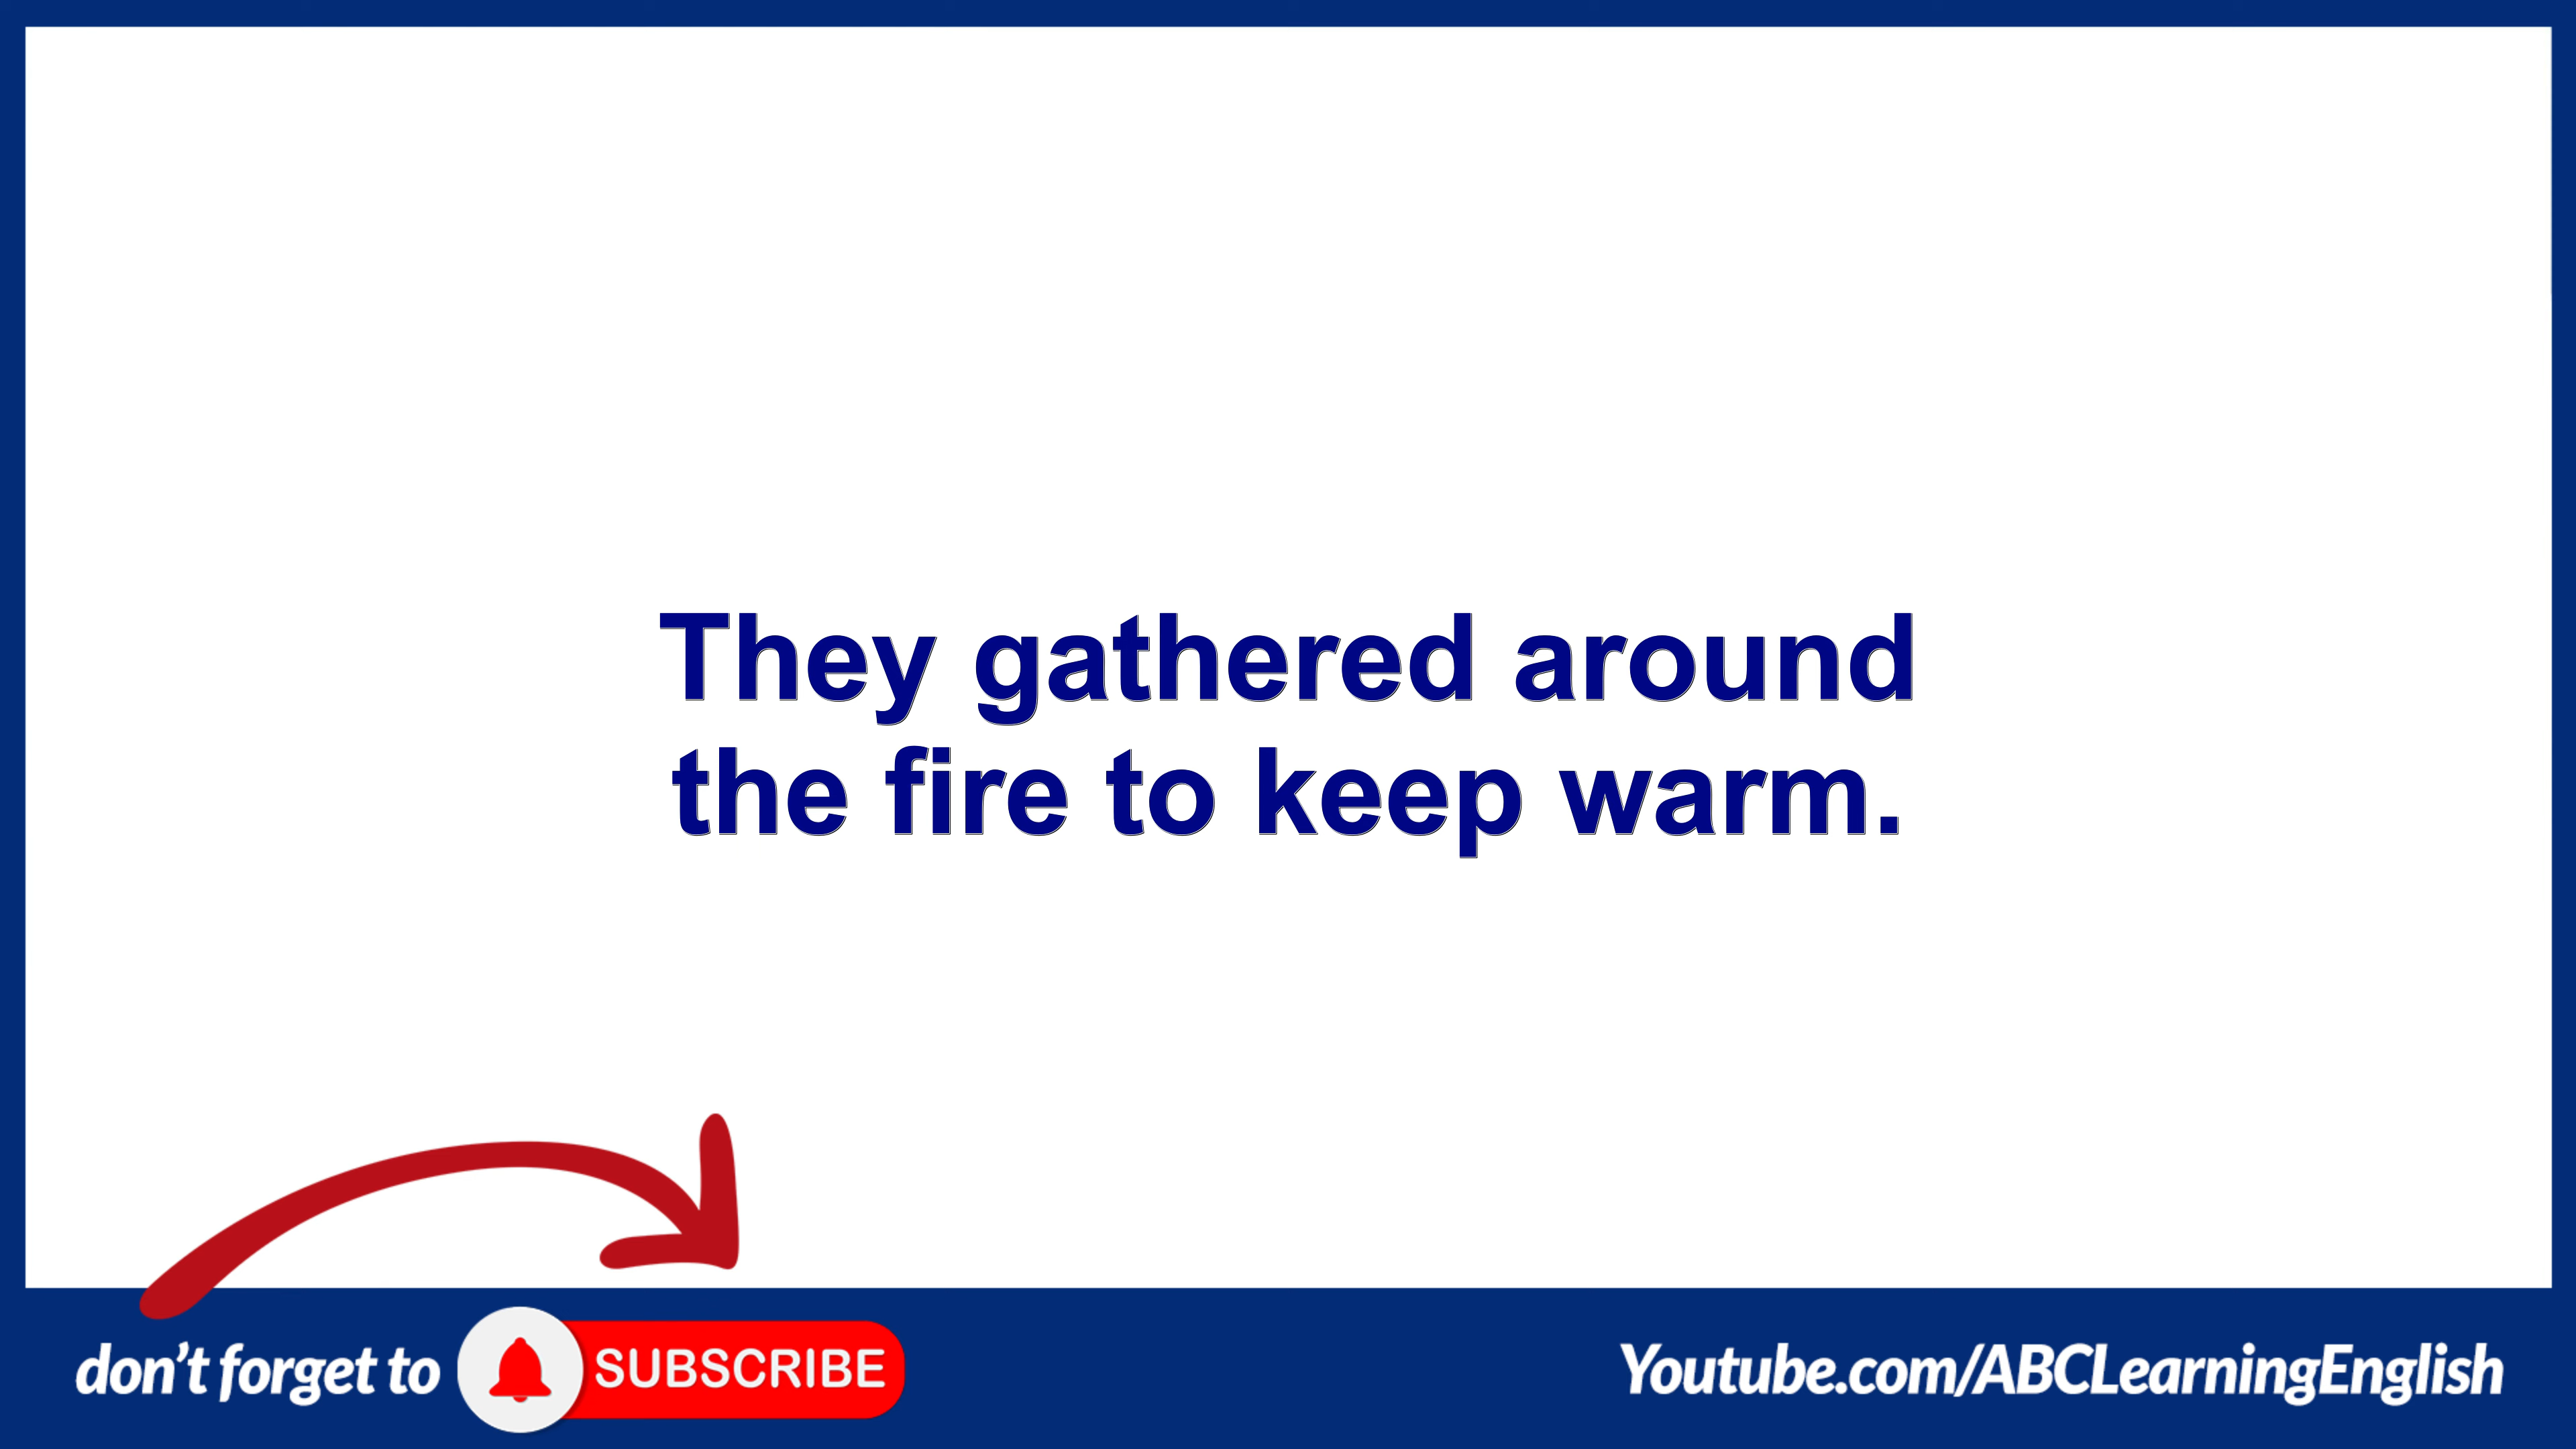 They gathered around
the fire to keep warm.
don't forget to SUBSCRIBE
Youtube.com/ABCLearningEnglish